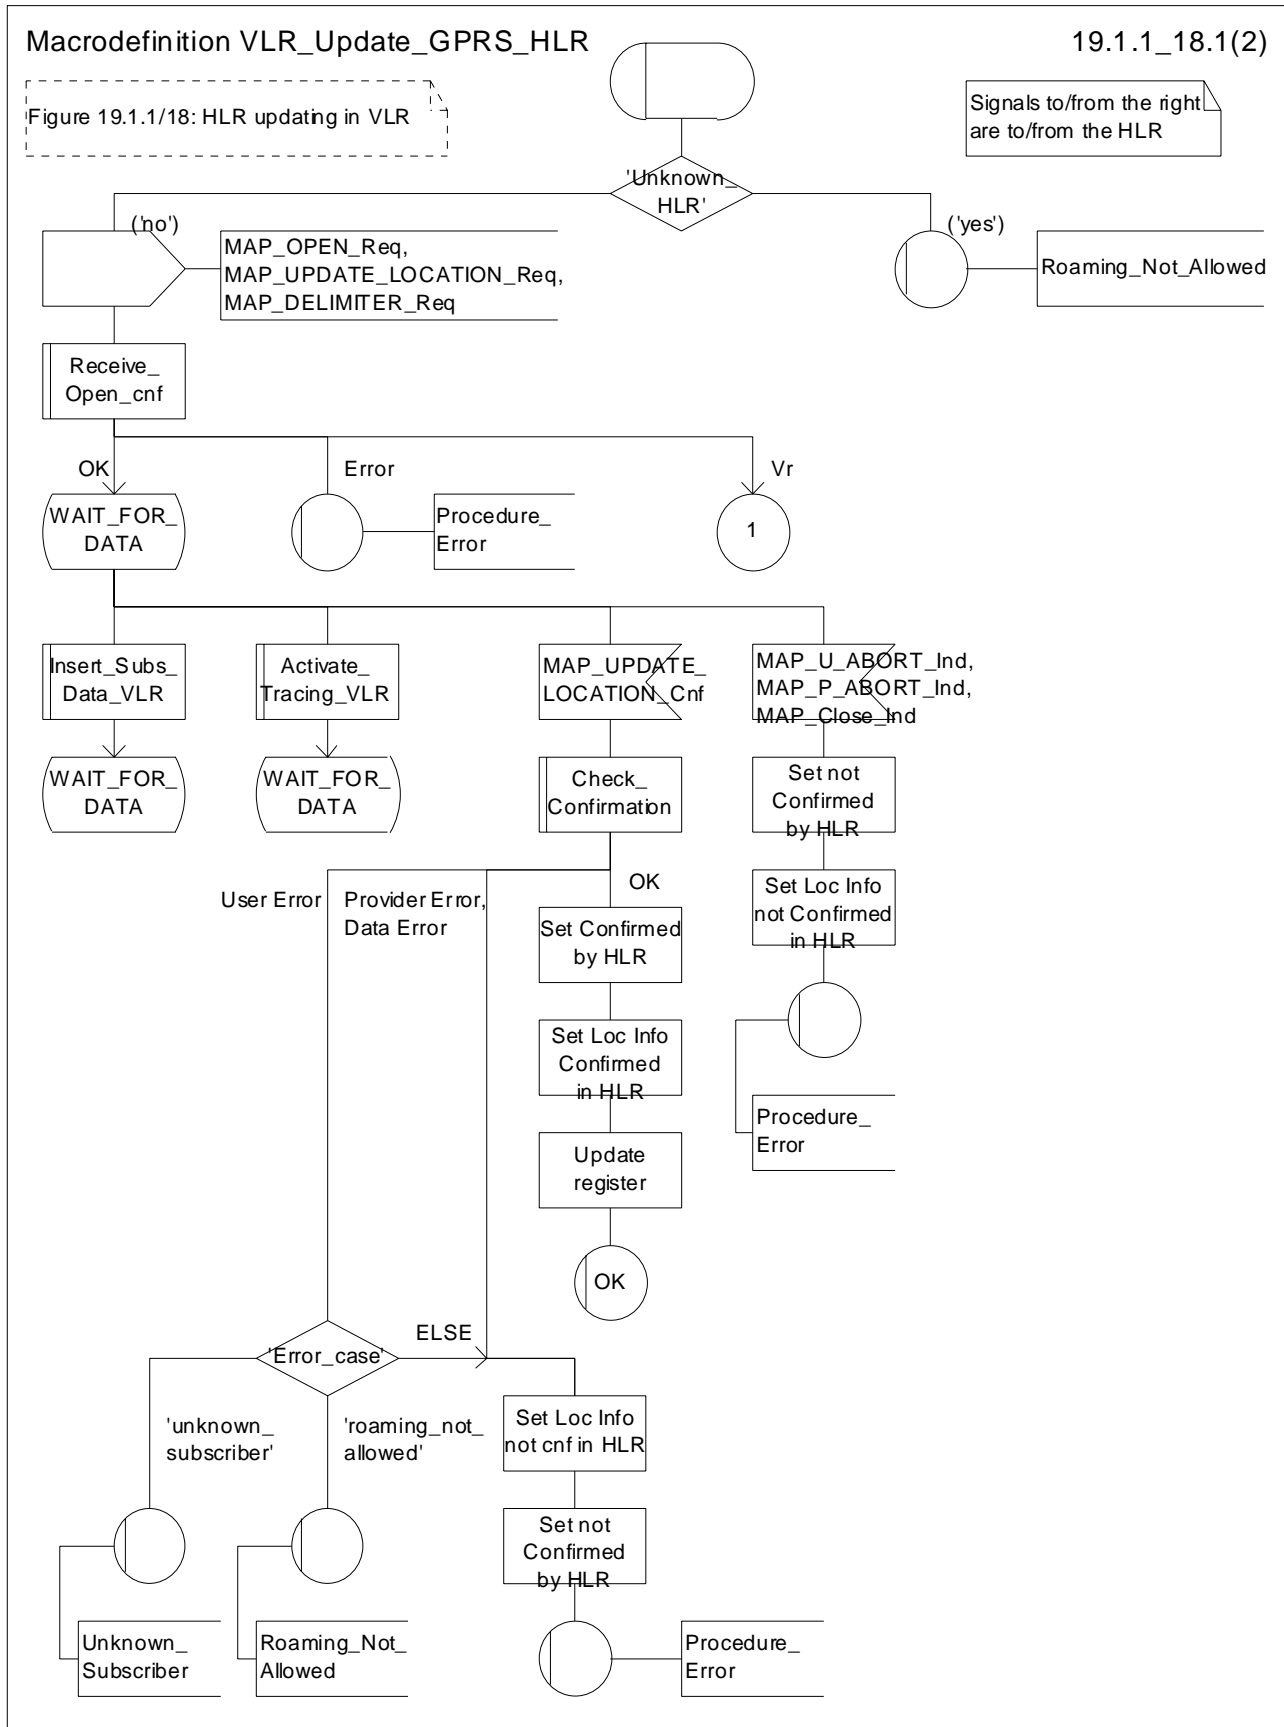 Macrodefinition VLR_Update_GPRS_HLR
19.1.1_18.1(2)
Figure 19.1.1/18: HLR updating in VLR
Signals to/from the right
are to/from the HLR
'Unknown_
HLR'
('no')
('yes')
MAP_OPEN_Req,
MAP_UPDATE_LOCATION_Req,
MAP_DELIMITER_Req
Roaming_Not_Allowed
Receive_
Open_cnf
OK
Error
Vr
WAIT_FOR_
DATA
Procedure_
Error
1
Insert_Subs_
Data_VLR
Activate_
Tracing_VLR
MAP_UPDATE_
LOCATION_Cnf
MAP_U_ABORT_Ind,
MAP_P_ABORT_Ind,
MAP_Close_Ind
WAIT_FOR_
DATA
WAIT_FOR_
DATA
Check_
Confirmation
Set not
Confirmed
by HLR
User Error
Provider Error,
Data Error
OK
Set Loc Info
not Confirmed
in HLR
Set Confirmed
by HLR
Set Loc Info
Confirmed
in HLR
Procedure_
Error
Update
register
OK
ELSE
'Error_case'
'unknown_
subscriber'
'roaming_not_
allowed'
Set Loc Info
not cnf in HLR
Set not
Confirmed
by HLR
Unknown_
Subscriber
Roaming_Not_
Allowed
Procedure_
Error